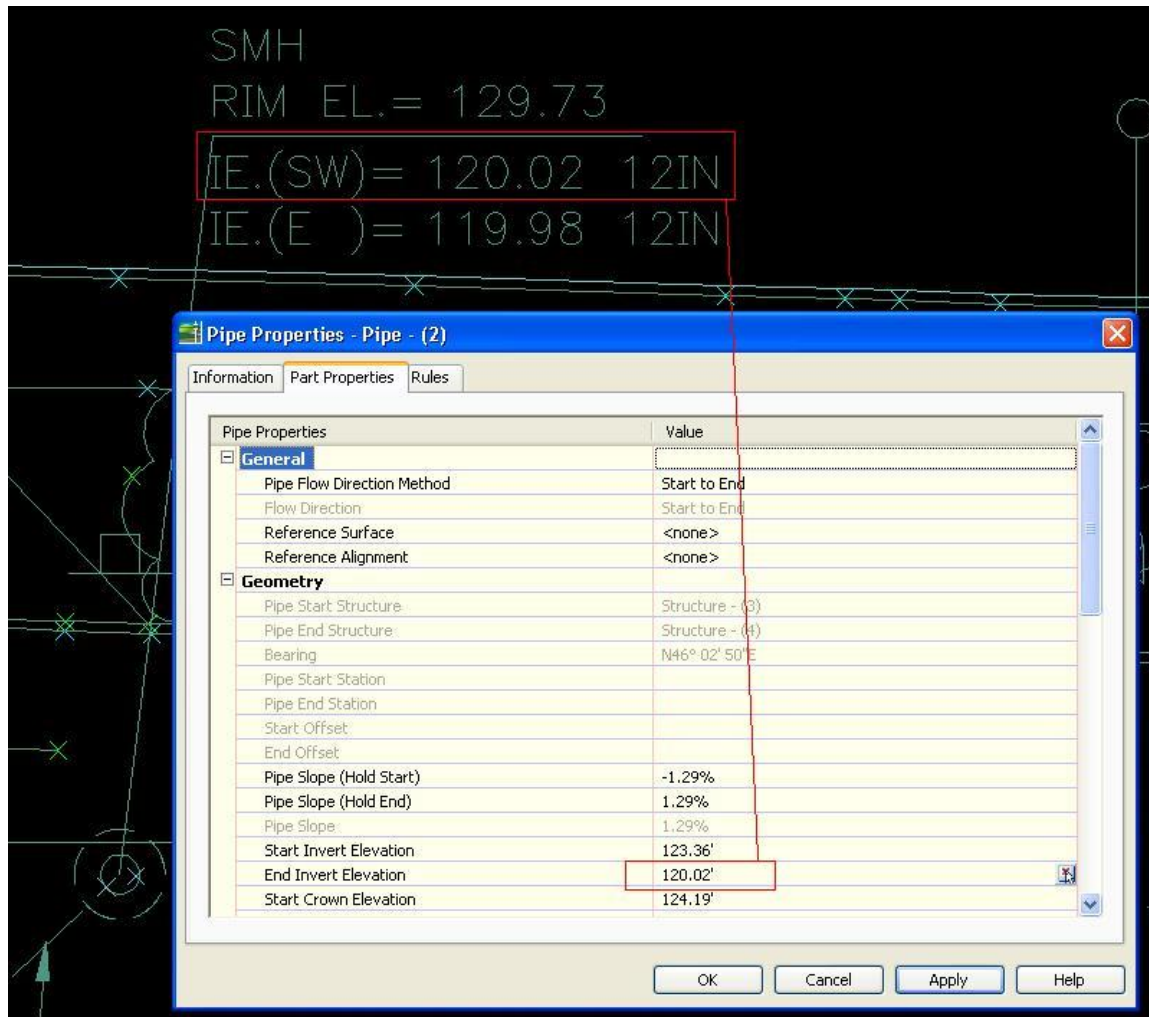 SMH
RIM EL.= 129.73
IE.(SW)= 120.02 12IN
IE.(E )= 119.98 12IN
Pipe Properties - Pipe - (2)
Information Part Properties Rules
Pipe Properties Value
General
Pipe Flow Direction Method Start to End
Flow Direction Start to End
Reference Surface <none>
Reference Alignment <none>
Geometry
Pipe Start Structure Structure - (3)
Pipe End Structure Structure - (4)
Bearing N46° 02' 50"E
Pipe Start Station
Pipe End Station
Start Offset
End Offset
Pipe Slope (Hold Start) -1.29%
Pipe Slope (Hold End) 1.29%
Pipe Slope 1.29%
Start Invert Elevation 123.36'
End Invert Elevation 120.02'
Start Crown Elevation 124.19'
OK Cancel Apply Help